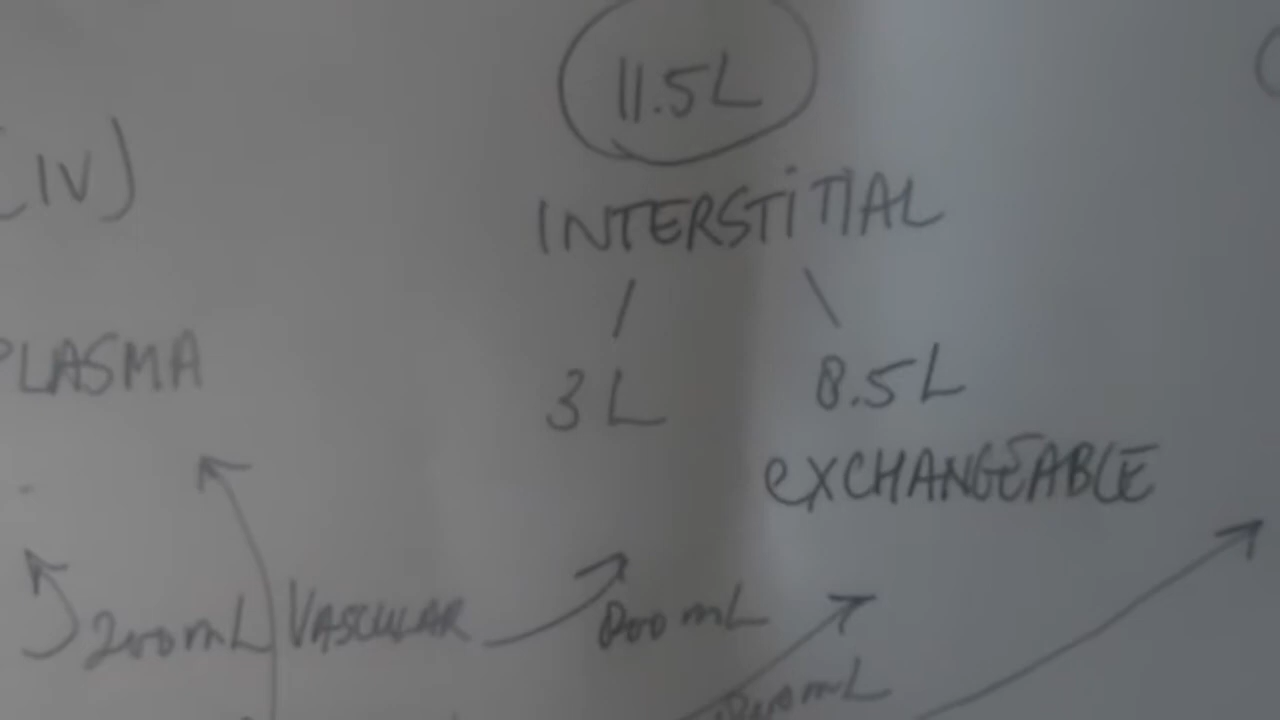 11.5L
(IV)
INTERSTITIAL
PLASMA
3L
8.5L
eXCHANGEABLE
200mL VASCULAR 800mL